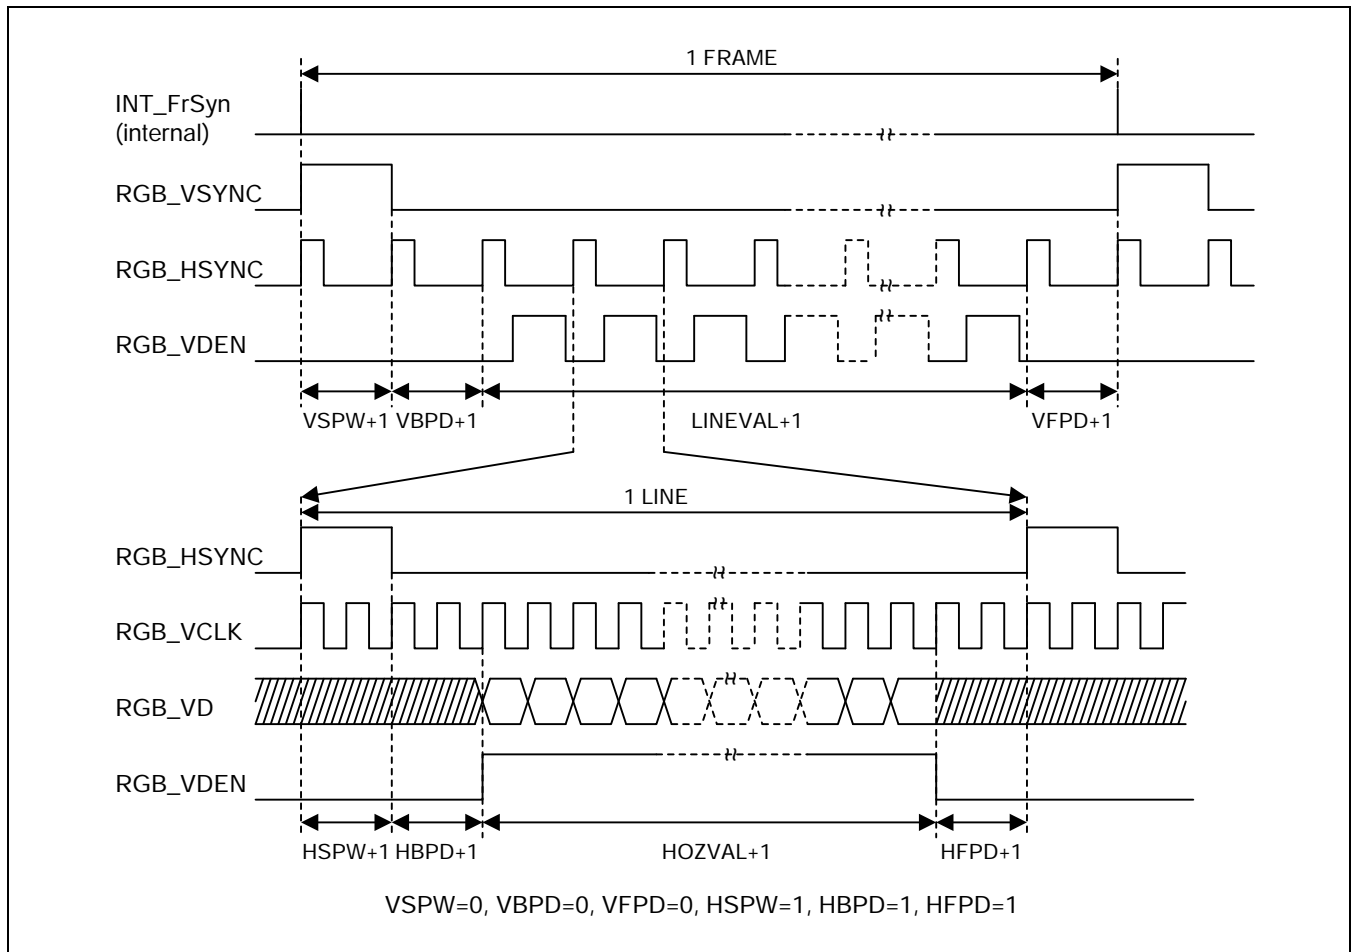 1 FRAME
INT_FrSyn
(internal)
RGB_VSYNC
RGB_HSYNC
RGB_VDEN
VSPW+1 VBPD+1 LINEVAL+1 VFPD+1
1 LINE
RGB_HSYNC
RGB_VCLK
RGB_VD
RGB_VDEN
HSPW+1 HBPD+1 HOZVAL+1 HFPD+1
VSPW=0, VBPD=0, VFPD=0, HSPW=1, HBPD=1, HFPD=1